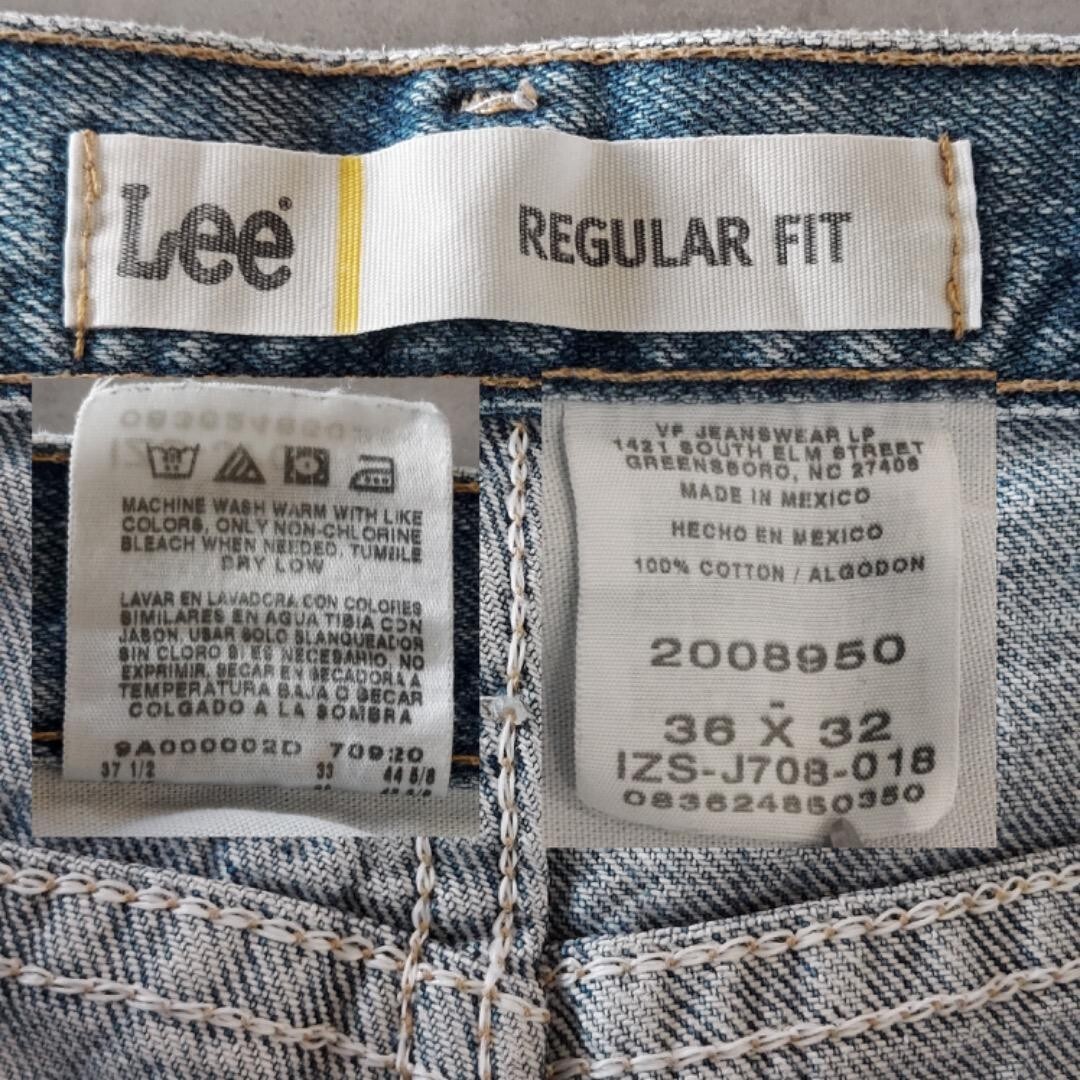 Lee®
REGULAR FIT
MACHINE WASH WARM WITH LIKE
COLORS, ONLY NON-CHLORINE
BLEACH WHEN NEEDED, TUMBLE
DRY LOW
LAVAR EN LAVADORA CON COLORES
SIMILARES EN AGUA TIBIA CON
JABON. USAR SOLO BLANQUEADOR
SIN CLORO SI ES NECESARIO. NO
EXPRIMIR. SECAR EN SECADORA A
TEMPERATURA BAJA O SECAR
COLGADO A LA SOMBRA
9A000002D 70920
37 1/2 33 44 5/8
VF JEANSWEAR LP
1421 SOUTH ELM STREET
GREENSBORO, NC 27406
MADE IN MEXICO
HECHO EN MEXICO
100% COTTON / ALGODON
2008950
36 X 32
IZS-J708-018
083624860350